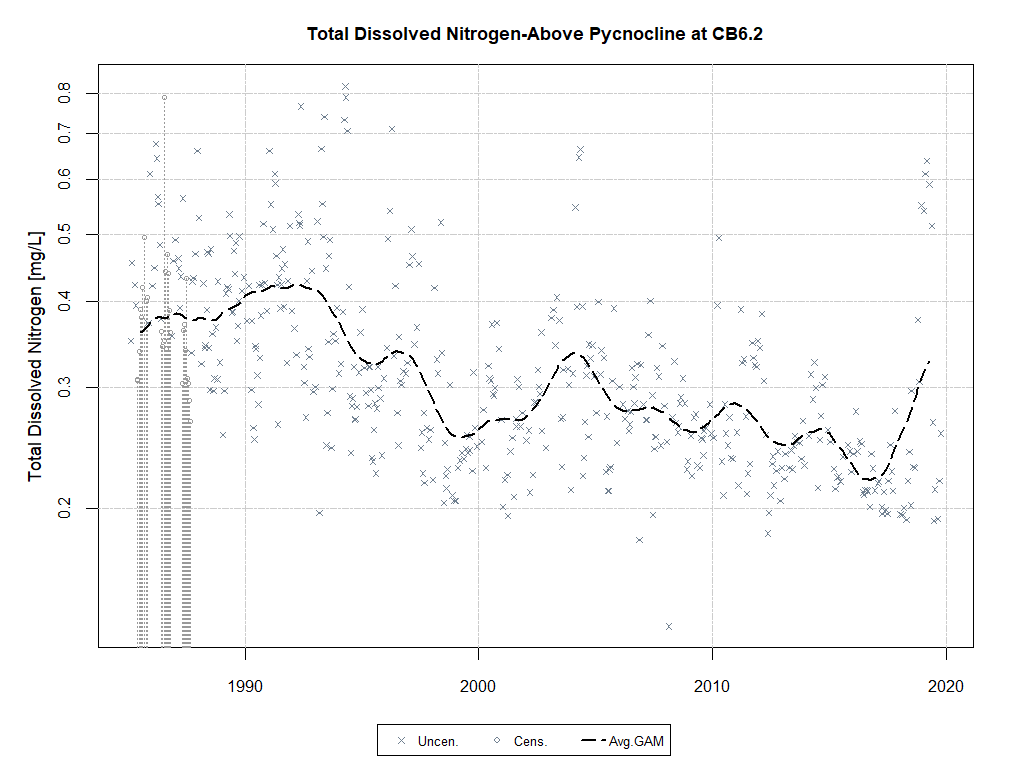 Total Dissolved Nitrogen-Above Pycnocline at CB6.2
Total Dissolved Nitrogen [mg/L]
0.8
0.7
0.6
0.5
0.4
0.3
0.2
1990 2000 2010 2020
Uncen. Cens. Avg.GAM